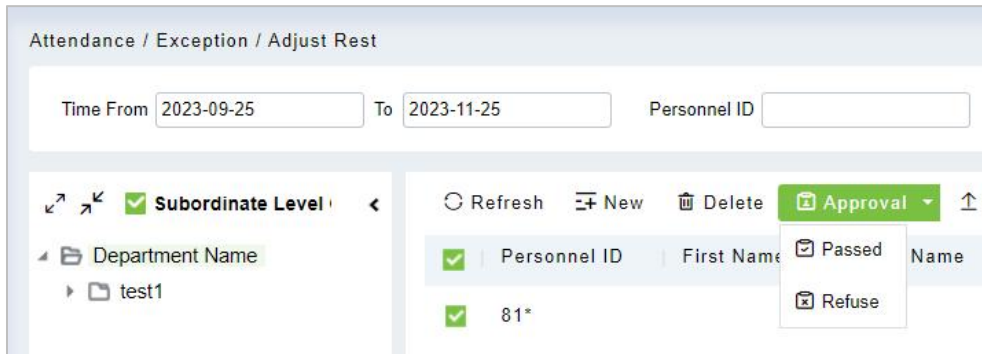 Attendance / Exception / Adjust Rest
Time From 2023-09-25 To 2023-11-25 Personnel ID
Subordinate Level
Refresh New Delete Approval
Department Name
Personnel ID First Name Name
Passed
test1
Refuse
81*